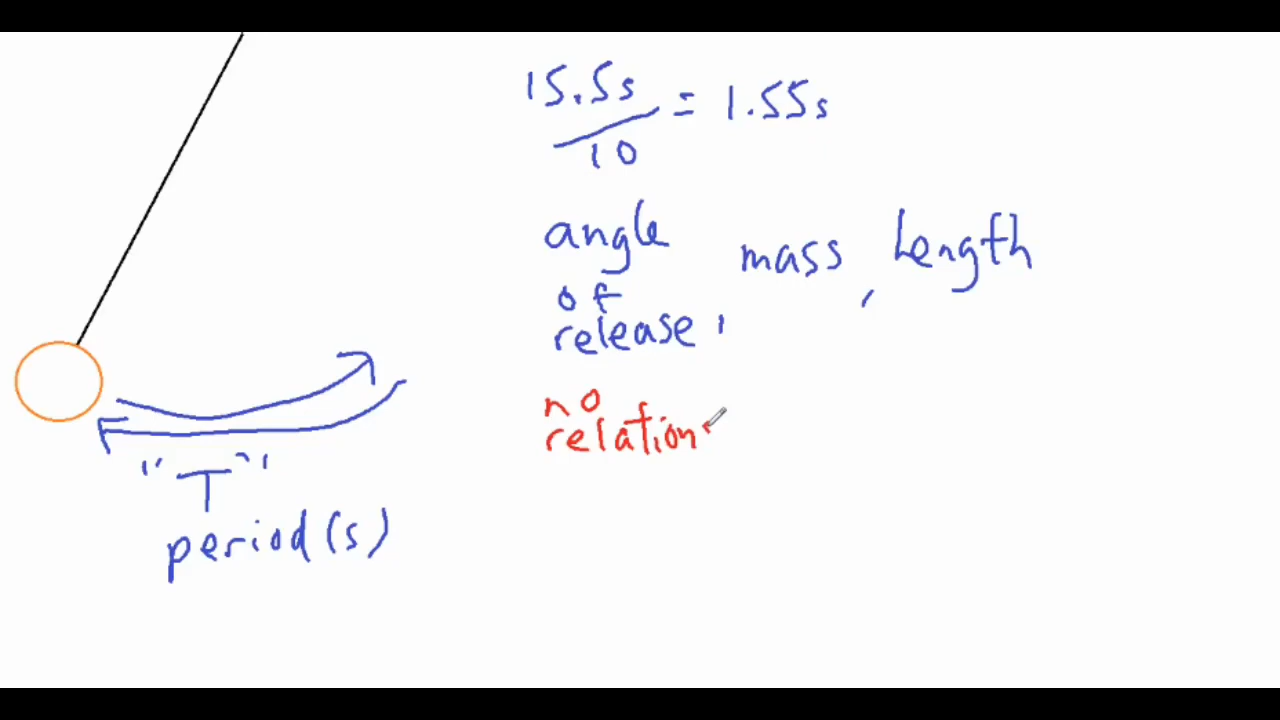 15.5s
/10 = 1.55s
angle
of
release, mass, length
no
relation
"T"
period(s)